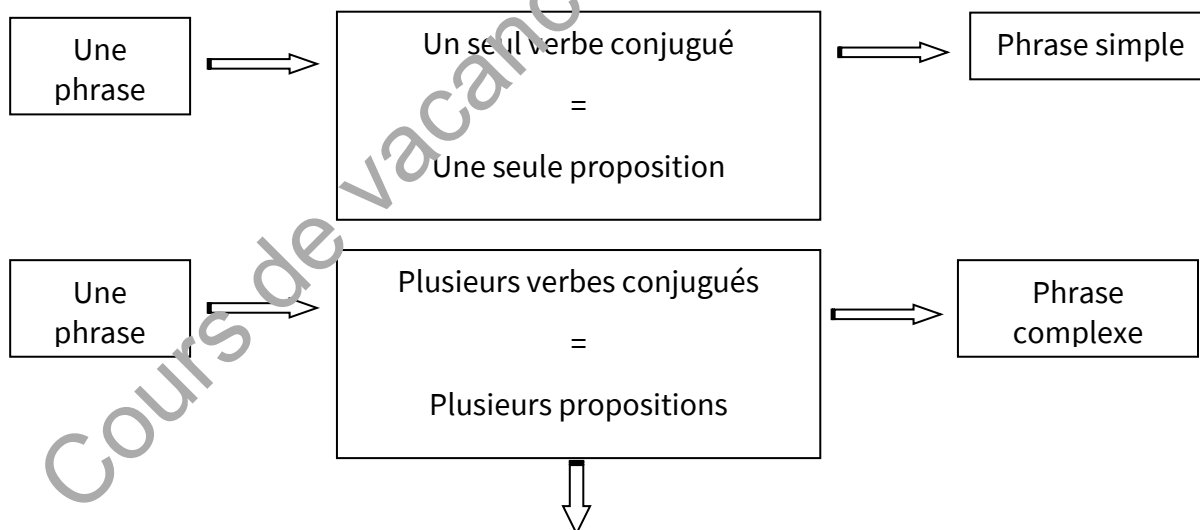 Une
phrase
Un seul verbe conjugué
=
Une seule proposition
Phrase simple
Une
phrase
Plusieurs verbes conjugués
=
Plusieurs propositions
Phrase
complexe
Cours de vacanc